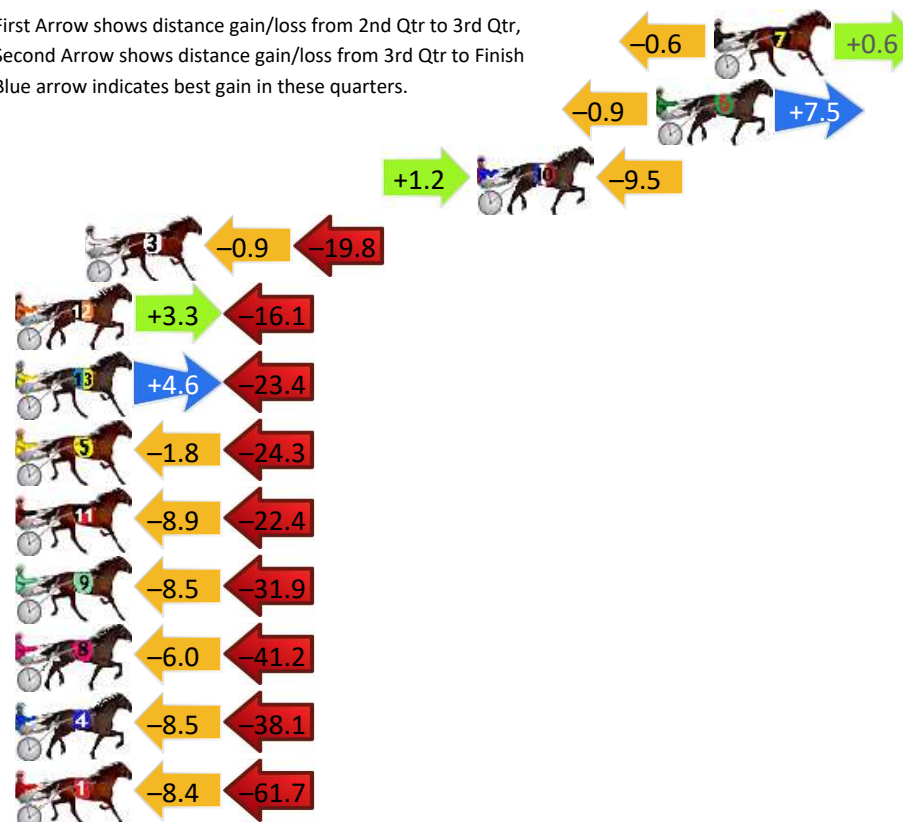 First Arrow shows distance gain/loss from 2nd Qtr to 3rd Qtr,
Second Arrow shows distance gain/loss from 3rd Qtr to Finish
Blue arrow indicates best gain in these quarters.
–0.6 7 +0.6
–0.9 6 +7.5
+1.2 10 –9.5
3 –0.9 –19.8
12 +3.3 –16.1
13 +4.6 –23.4
5 –1.8 –24.3
11 –8.9 –22.4
9 –8.5 –31.9
8 –6.0 –41.2
4 –8.5 –38.1
1 –8.4 –61.7